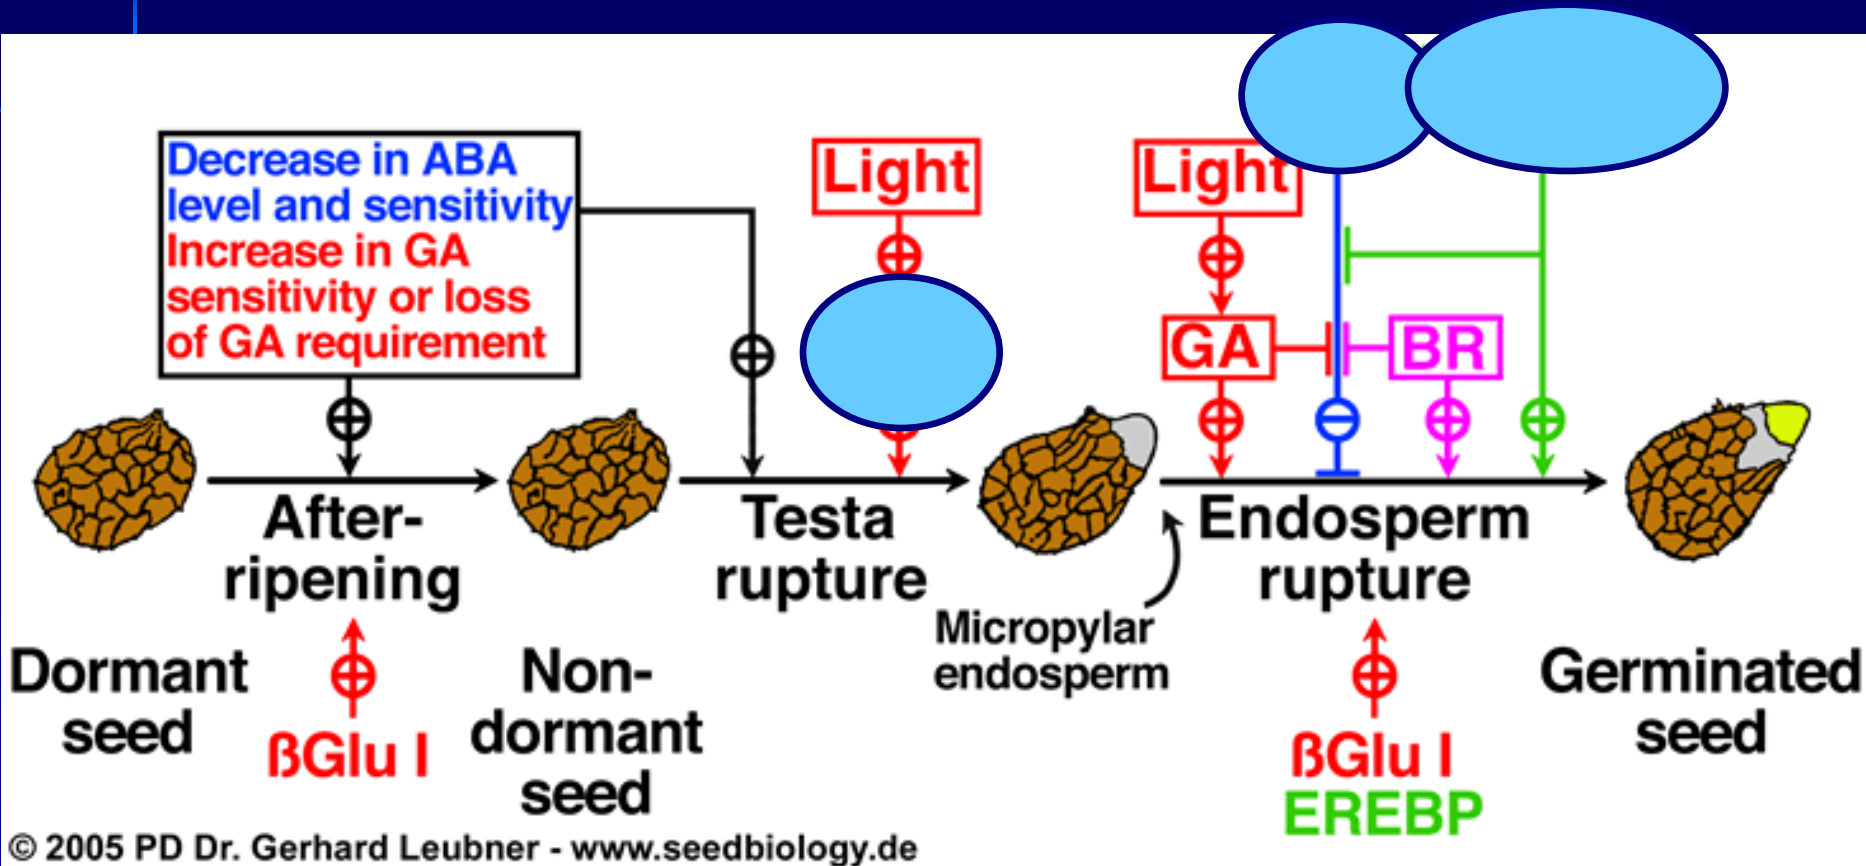 Decrease in ABA
level and sensitivity
Increase in GA
sensitivity or loss
of GA requirement
Light
Light
GA
BR
After-
ripening
Testa
rupture
Endosperm
rupture
Micropylar
endosperm
Dormant
seed
ßGlu I
Non-
dormant
seed
ßGlu I
EREBP
Germinated
seed
© 2005 PD Dr. Gerhard Leubner - www.seedbiology.de